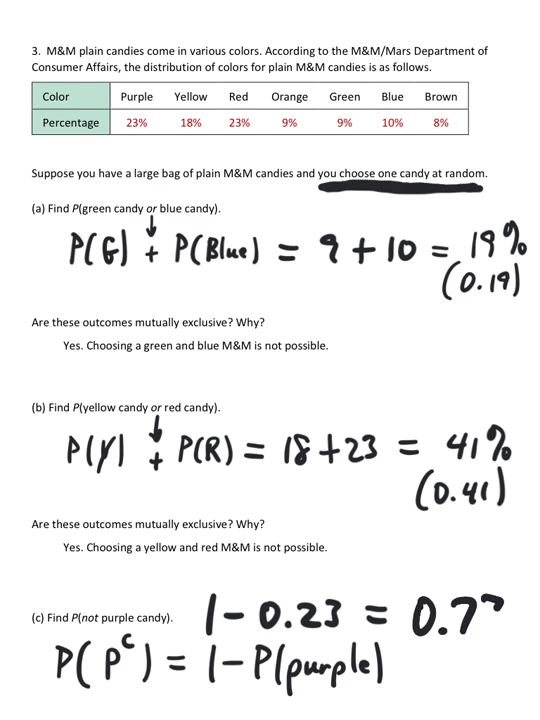 3. M&M plain candies come in various colors. According to the M&M/Mars Department of
Consumer Affairs, the distribution of colors for plain M&M candies is as follows.
Color Purple Yellow Red Orange Green Blue Brown
Percentage 23% 18% 23% 9% 9% 10% 8%
Suppose you have a large bag of plain M&M candies and you choose one candy at random.
(a) Find P(green candy or blue candy).
P(G) + P(Blue) = 9 + 10 = 19%
(0.19)
Are these outcomes mutually exclusive? Why?
Yes. Choosing a green and blue M&M is not possible.
(b) Find P(yellow candy or red candy).
P(Y) + P(R) = 18 + 23 = 41%
(0.41)
Are these outcomes mutually exclusive? Why?
Yes. Choosing a yellow and red M&M is not possible.
(c) Find P(not purple candy). 1 - 0.23 = 0.77
P(Pᶜ) = 1 - P(purple)